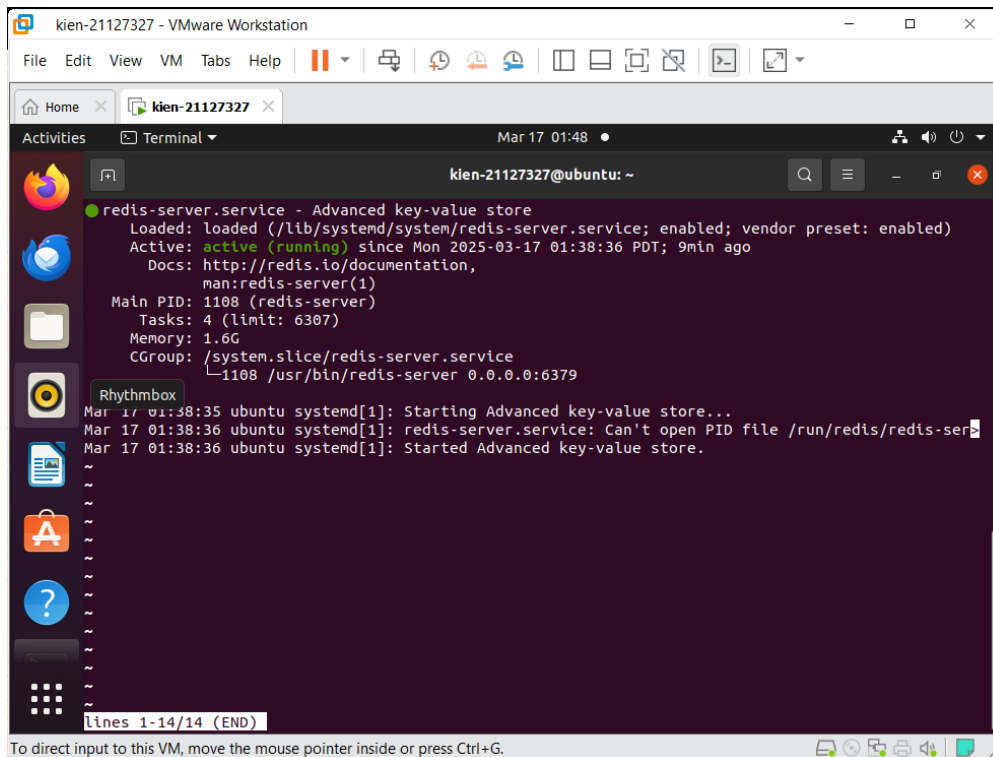 kien-21127327 - VMware Workstation
File Edit View VM Tabs Help
Home kien-21127327
Activities Terminal Mar 17 01:48
kien-21127327@ubuntu: ~
redis-server.service - Advanced key-value store
Loaded: loaded (/lib/systemd/system/redis-server.service; enabled; vendor preset: enabled)
Active: active (running) since Mon 2025-03-17 01:38:36 PDT; 9min ago
Docs: http://redis.io/documentation,
man:redis-server(1)
Main PID: 1108 (redis-server)
Tasks: 4 (limit: 6307)
Memory: 1.6G
CGroup: /system.slice/redis-server.service
└─1108 /usr/bin/redis-server 0.0.0.0:6379
Rhythmbox
Mar 17 01:38:35 ubuntu systemd[1]: Starting Advanced key-value store...
Mar 17 01:38:36 ubuntu systemd[1]: redis-server.service: Can't open PID file /run/redis/redis-ser>
Mar 17 01:38:36 ubuntu systemd[1]: Started Advanced key-value store.
~
~
~
~
~
~
~
~
~
~
~
~
~
~
lines 1-14/14 (END)
To direct input to this VM, move the mouse pointer inside or press Ctrl+G.